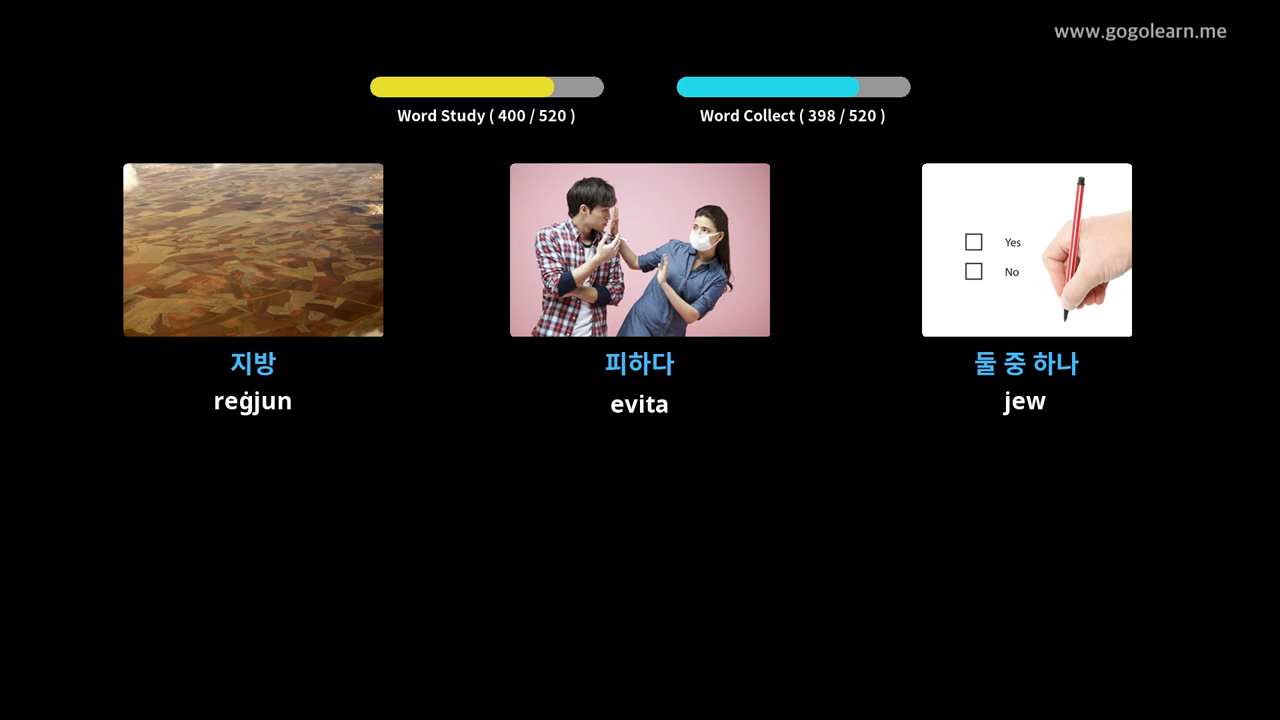 www.gogolearn.me
Word Study ( 400 / 520 )
Word Collect ( 398 / 520 )
Yes
No
지방
피하다
둘 중 하나
reġjun
evita
jew